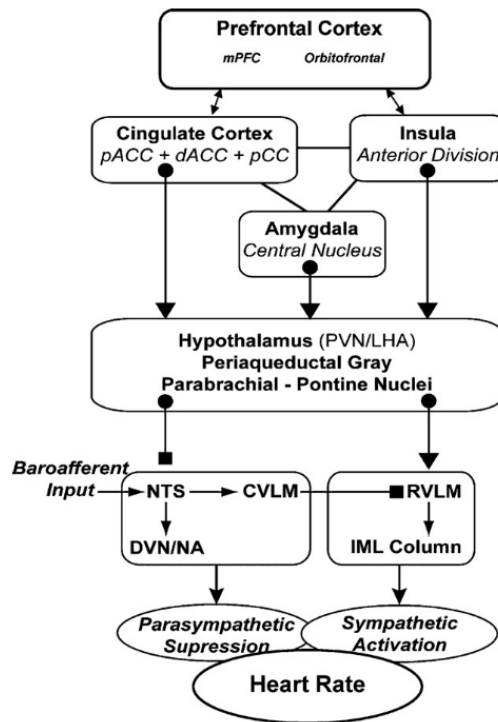 Prefrontal Cortex
mPFC Orbitofrontal
Cingulate Cortex
pACC + dACC + pCC
Insula
Anterior Division
Amygdala
Central Nucleus
Hypothalamus (PVN/LHA)
Periaqueductal Gray
Parabrachial - Pontine Nuclei
Baroafferent
Input
NTS
CVLM
DVN/NA
RVLM
IML Column
Parasympathetic
Supression
Sympathetic
Activation
Heart Rate